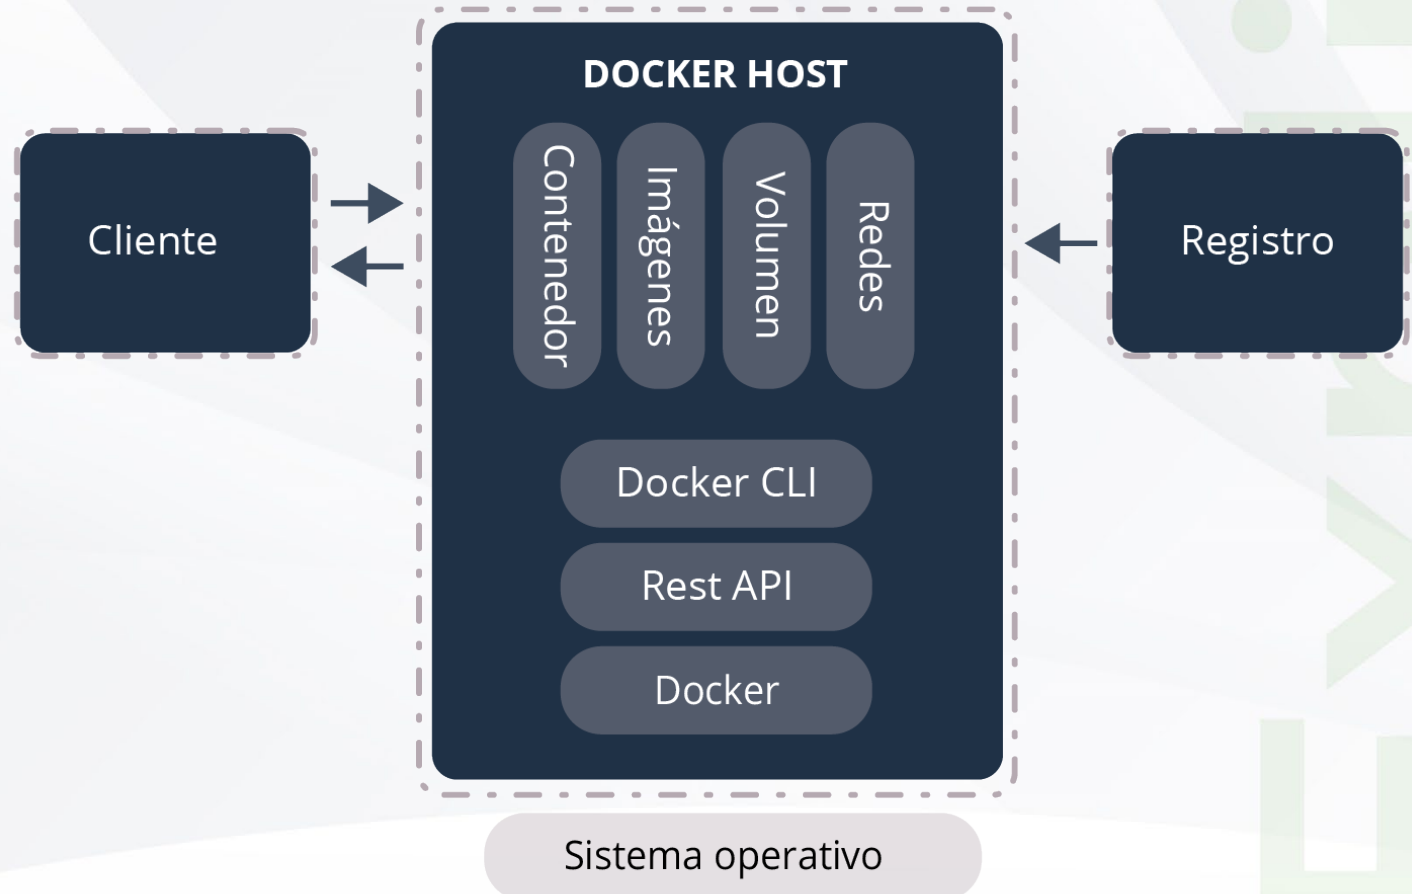 DOCKER HOST
Cliente
Contenedor
Imágenes
Volumen
Redes
Registro
Docker CLI
Rest API
Docker
Sistema operativo